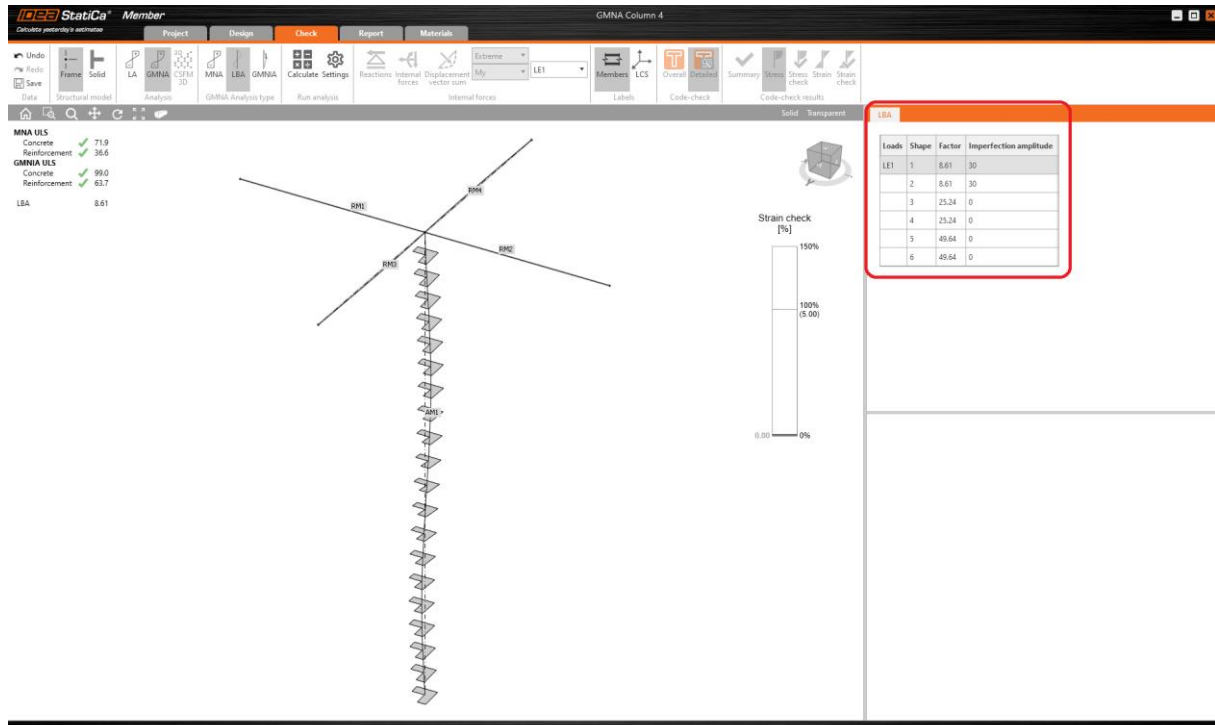 IDEA StatiCa® Member
Calculate yesterday's estimates
GMNA Column 4
Project Design Check Report Materials
Undo
Redo
Save
Frame Solid
LA GMNA CSFM 3D
MNA LBA GMNIA
Calculate Settings
Reactions Internal forces Displacement vector sum
Extreme
My
LE1
Members LCS
Overall Detailed
Summary Stress Stress check Strain Strain check
Data Structural model Analysis GMNA Analysis type Run analysis Internal forces Labels Code-check Code-check results
Solid Transparent
MNA ULS
Concrete 71.9
Reinforcement 36.6
GMNIA ULS
Concrete 99.0
Reinforcement 63.7
LBA 8.61
RM4
RM1
RM2
RM3
AM1
Strain check
[%]
150%
100%
(5.00)
0.00 0%
LBA
Loads Shape Factor Imperfection amplitude
LE1 1 8.61 30
2 8.61 30
3 25.24 0
4 25.24 0
5 49.64 0
6 49.64 0